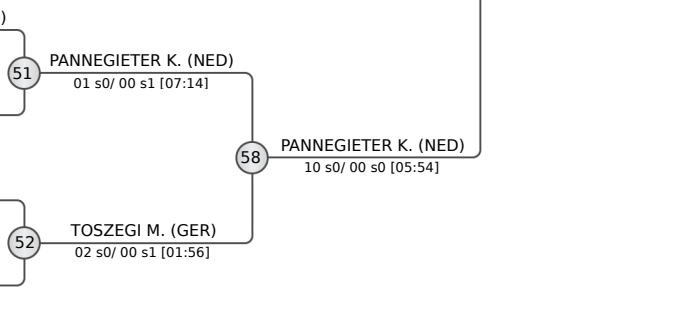 )
51
PANNEGIETER K. (NED)
01 s0/ 00 s1 [07:14]
58
PANNEGIETER K. (NED)
10 s0/ 00 s0 [05:54]
52
TOSZEGI M. (GER)
02 s0/ 00 s1 [01:56]